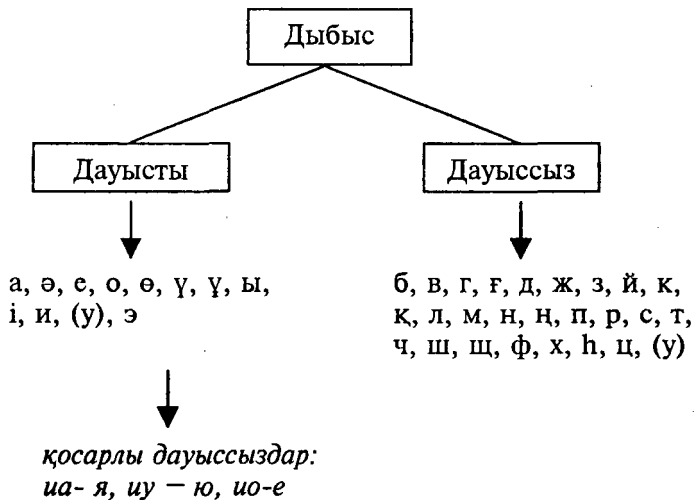 Дыбыс
Дауысты
Дауыссыз
а, ә, е, о, ө, ү, ұ, ы,
і, и, (у), э
б, в, г, ғ, д, ж, з, й, к,
қ, л, м, н, ң, п, р, с, т,
ч, ш, щ, ф, х, һ, ц, (у)
қосарлы дауыссыздар:
иа- я, иу – ю, ио-е